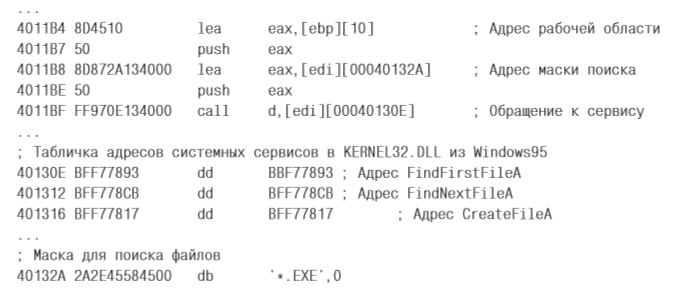 ...
4011B4 8D4510 lea eax,[ebp][10] ; Адрес рабочей области
4011B7 50 push eax
4011B8 8D872A134000 lea eax,[edi][00040132A] ; Адрес маски поиска
4011BE 50 push eax
4011BF FF970E134000 call d,[edi][00040130E] ; Обращение к сервису
...
; Табличка адресов системных сервисов в KERNEL32.DLL из Windows95
40130E BFF77893 dd BBF77893 ; Адрес FindFirstFileA
401312 BFF778CB dd BFF778CB ; Адрес FindNextFileA
401316 BFF77817 dd BFF77817 ; Адрес CreateFileA
...
; Маска для поиска файлов
40132A 2A2E45584500 db '*.EXE',0